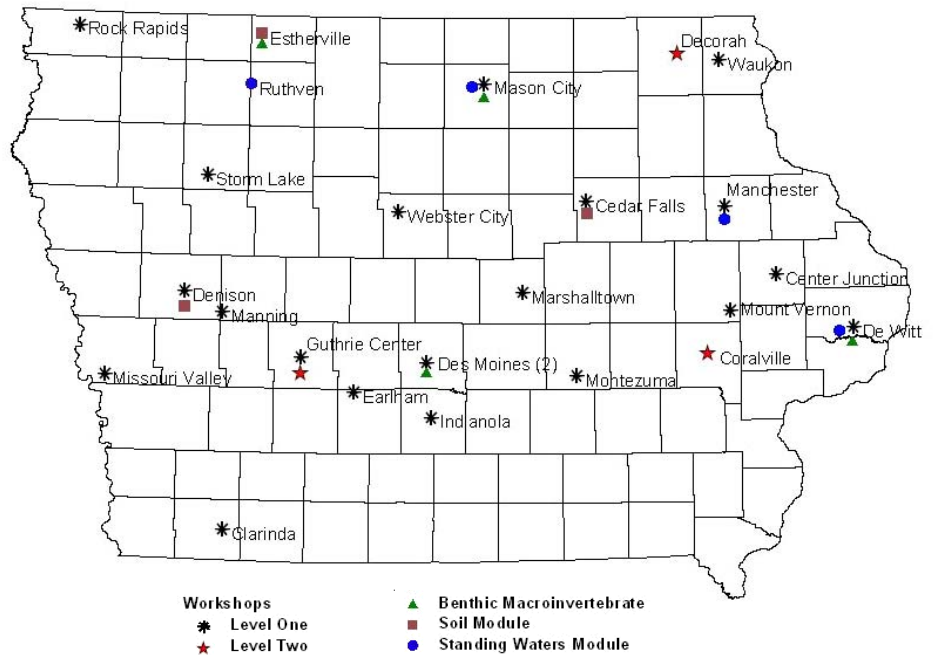 Rock Rapids
Estherville
Decorah
Waukon
Ruthven
Mason City
Storm Lake
Manchester
Cedar Falls
Webster City
Center Junction
Denison
Marshalltown
Manning
Mount Vernon
De Witt
Guthrie Center
Coralville
Des Moines (2)
Missouri Valley
Montezuma
Earlham
Indianola
Clarinda
Workshops
Level One
Level Two
Benthic Macroinvertebrate
Soil Module
Standing Waters Module